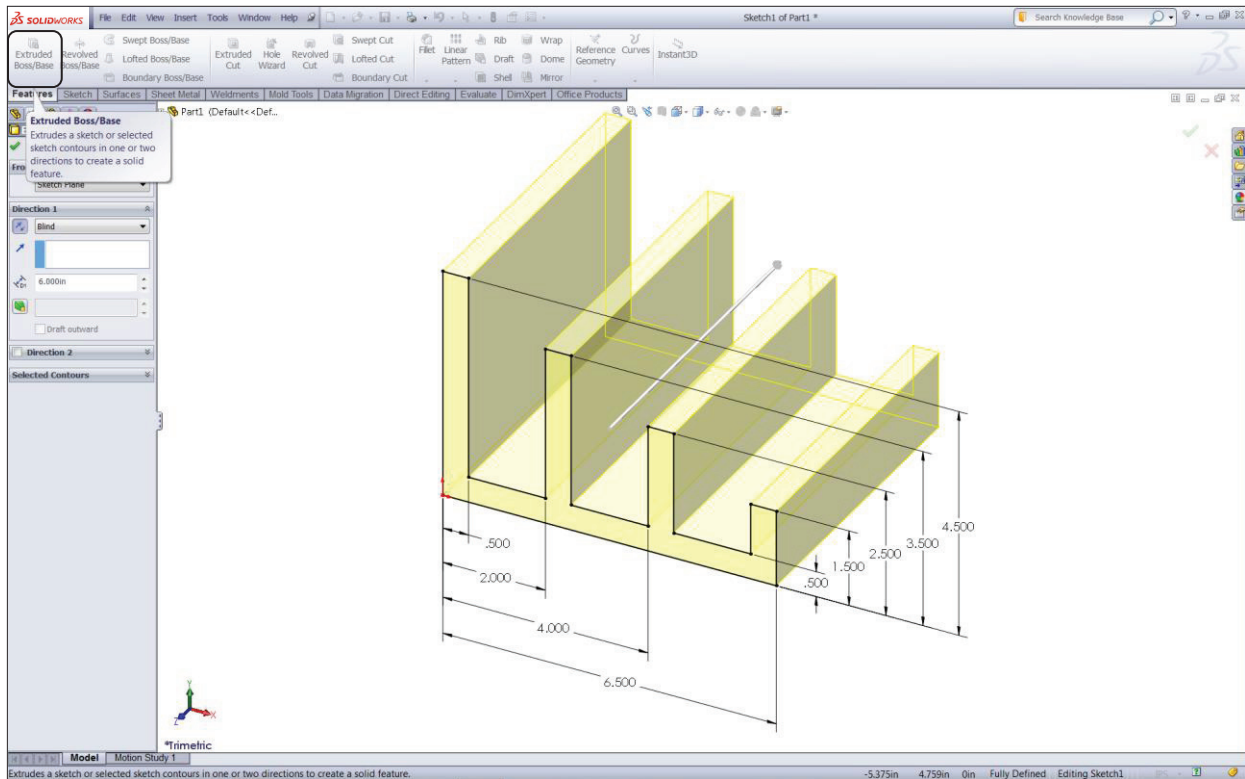 SOLIDWORKS File Edit View Insert Tools Window Help Sketch1 of Part1 * Search Knowledge Base
Extruded Boss/Base
Revolved Boss/Base
Swept Boss/Base
Lofted Boss/Base
Boundary Boss/Base
Extruded Cut
Hole Wizard
Revolved Cut
Swept Cut
Lofted Cut
Boundary Cut
Fillet
Linear Pattern
Rib
Draft
Shell
Wrap
Dome
Mirror
Reference Geometry
Curves
Instant3D
Features Sketch Surfaces Sheet Metal Weldments Mold Tools Data Migration Direct Editing Evaluate DimXpert Office Products
Part1 (Default<<Def...
Extruded Boss/Base
Extrudes a sketch or selected
sketch contours in one or two
directions to create a solid
feature.
Sketch Plane
Direction 1
Blind
6.000in
Draft outward
Direction 2
Selected Contours
.500
2.000
4.000
6.500
.500
1.500
2.500
3.500
4.500
Y
X
Z
*Trimetric
Model Motion Study 1
Extrudes a sketch or selected sketch contours in one or two directions to create a solid feature. -5.375in 4.759in 0in Fully Defined Editing Sketch1